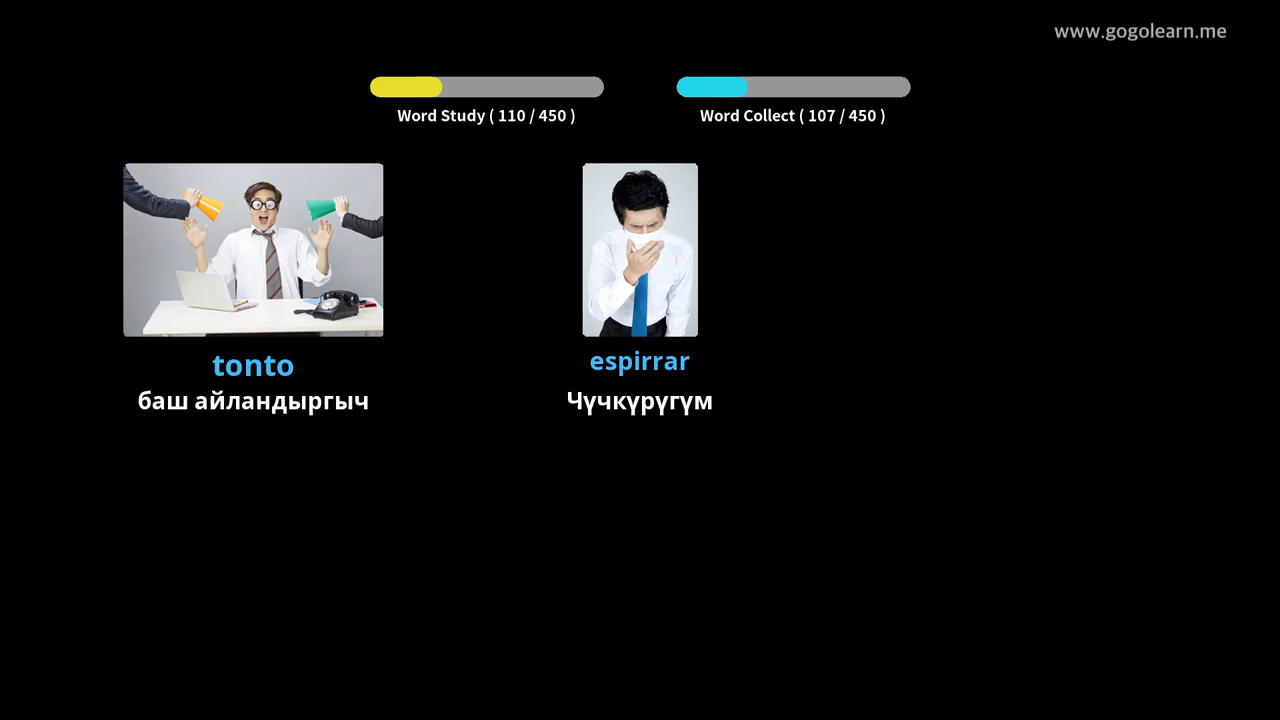 www.gogolearn.me
Word Study ( 110 / 450 )
Word Collect ( 107 / 450 )
tonto
баш айландыргыч
espirrar
Чүчкүрүгүм